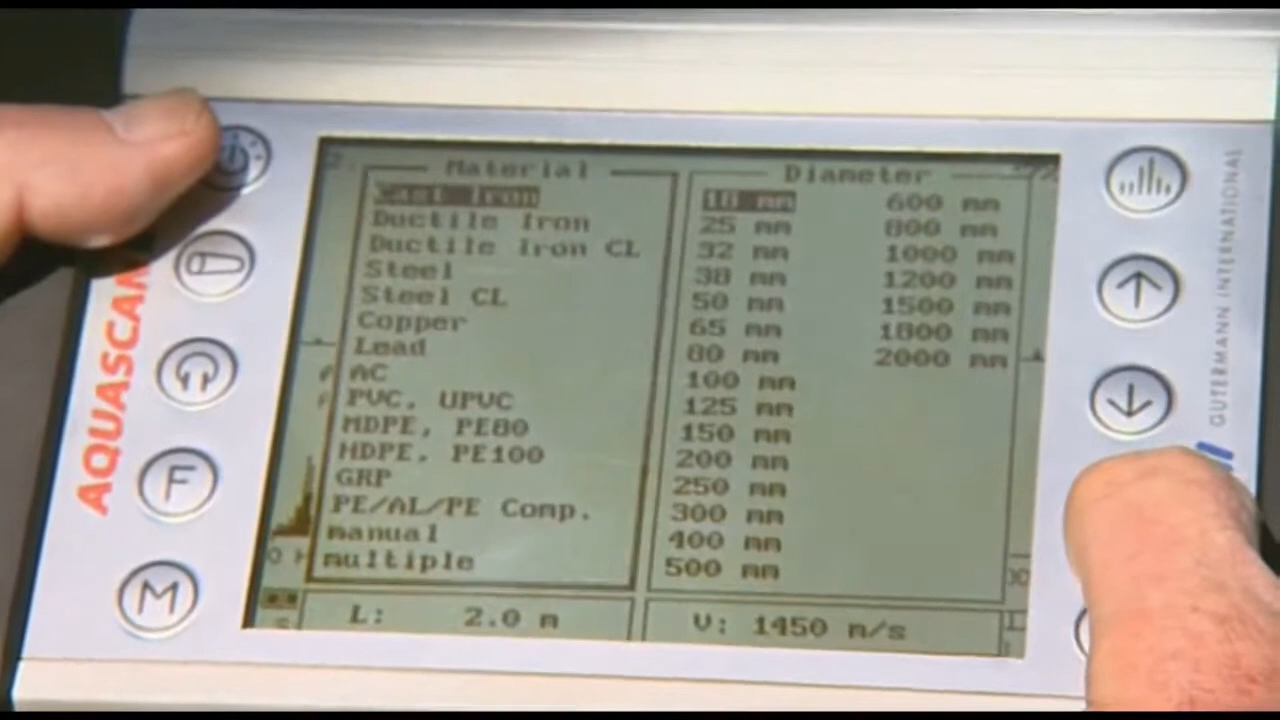 Material
Cast Iron
Ductile Iron
Ductile Iron CL
Steel
Steel CL
Copper
Lead
AC
PVC, UPVC
MDPE, PE80
HDPE, PE100
GRP
PE/AL/PE Comp.
manual
multiple
L: 2.0 m
Diameter
18 mm 600 mm
25 mm 800 mm
32 mm 1000 mm
38 mm 1200 mm
50 mm 1500 mm
65 mm 1800 mm
80 mm 2000 mm
100 mm
125 mm
150 mm
200 mm
250 mm
300 mm
400 mm
500 mm
V: 1450 m/s
AQUASCAN
F
M
GUTERMANN INTERNATIONAL